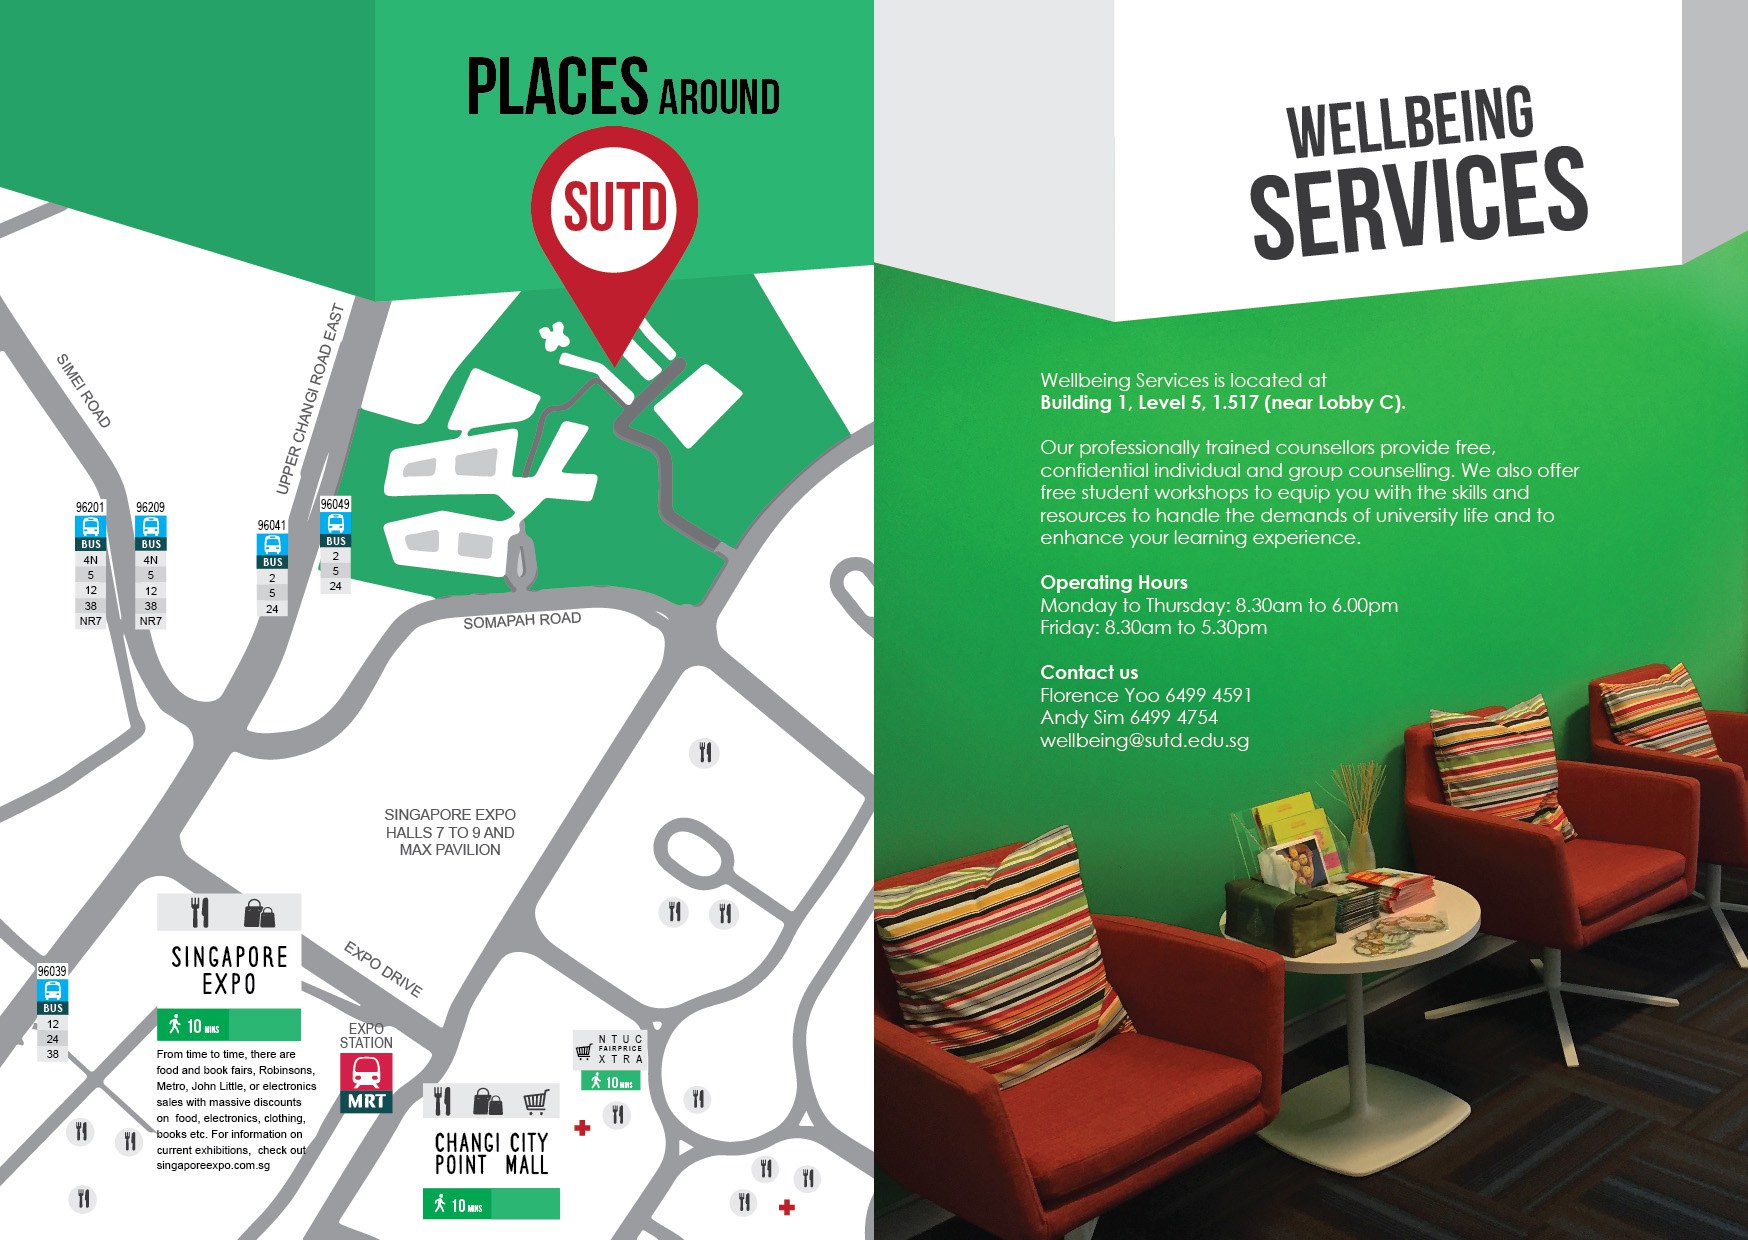 PLACES AROUND
SUTD
SIMEI ROAD
UPPER CHANGI ROAD EAST
96201
BUS
4N
5
12
38
NR7
96209
BUS
4N
5
12
38
NR7
96041
BUS
2
5
24
96049
BUS
2
5
24
SOMAPAH ROAD
SINGAPORE EXPO
HALLS 7 TO 9 AND
MAX PAVILION
SINGAPORE
EXPO
10 MINS
From time to time, there are
food and book fairs, Robinsons,
Metro, John Little, or electronics
sales with massive discounts
on food, electronics, clothing,
books etc. For information on
current exhibitions, check out
singaporeexpo.com.sg
EXPO DRIVE
96039
BUS
12
24
38
EXPO
STATION
MRT
NTUC
FAIRPRICE
XTRA
10 MINS
CHANGI CITY
POINT MALL
10 MINS
WELLBEING
SERVICES
Wellbeing Services is located at
Building 1, Level 5, 1.517 (near Lobby C).
Our professionally trained counsellors provide free,
confidential individual and group counselling. We also offer
free student workshops to equip you with the skills and
resources to handle the demands of university life and to
enhance your learning experience.
Operating Hours
Monday to Thursday: 8.30am to 6.00pm
Friday: 8.30am to 5.30pm
Contact us
Florence Yoo 6499 4591
Andy Sim 6499 4754
wellbeing@sutd.edu.sg